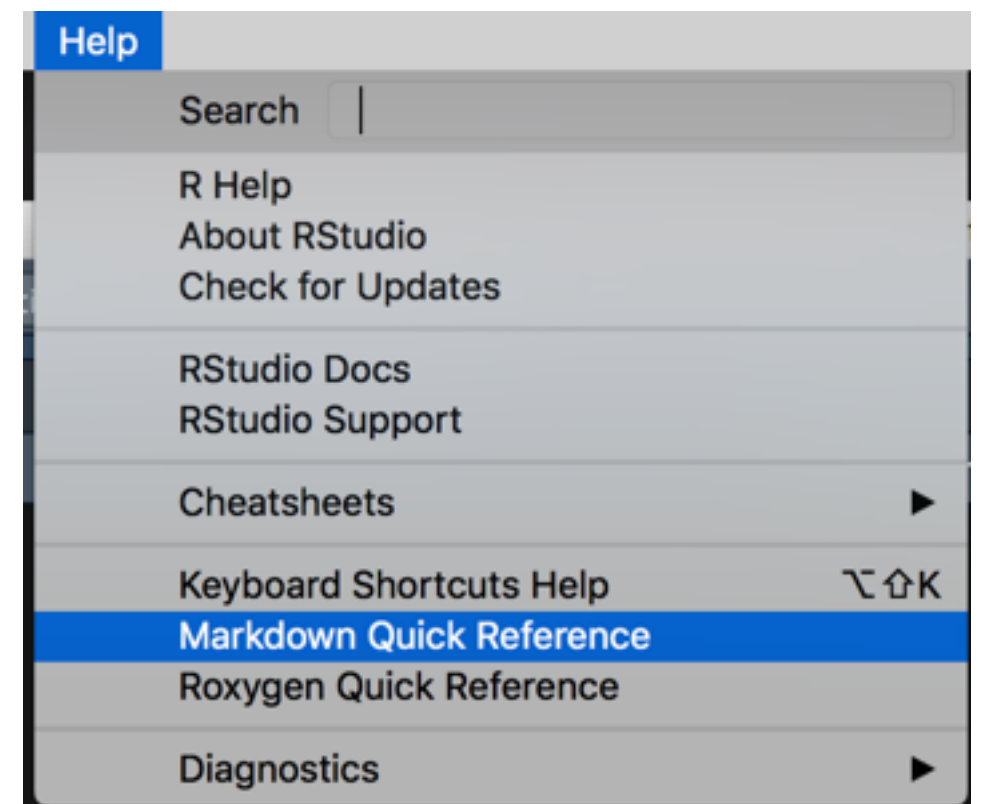 Help
Search
R Help
About RStudio
Check for Updates
RStudio Docs
RStudio Support
Cheatsheets ▶
Keyboard Shortcuts Help ⌥⇧K
Markdown Quick Reference
Roxygen Quick Reference
Diagnostics ▶